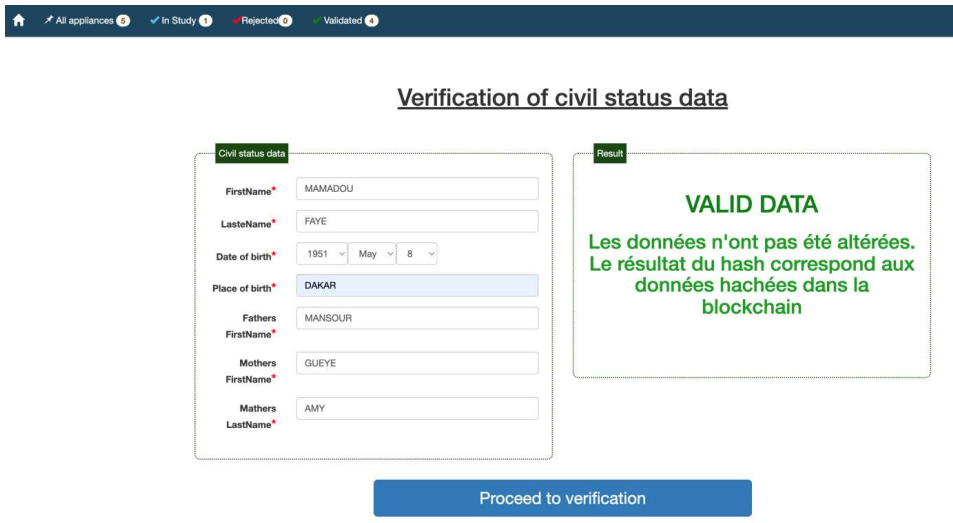 All appliances 5 In Study 1 Rejected 0 Validated 4
Verification of civil status data
Civil status data
FirstName* MAMADOU
LasteName* FAYE
Date of birth* 1951 May 8
Place of birth* DAKAR
Fathers FirstName* MANSOUR
Mothers FirstName* GUEYE
Mathers LastName* AMY
Result
VALID DATA
Les données n'ont pas été altérées.
Le résultat du hash correspond aux
données hachées dans la
blockchain
Proceed to verification